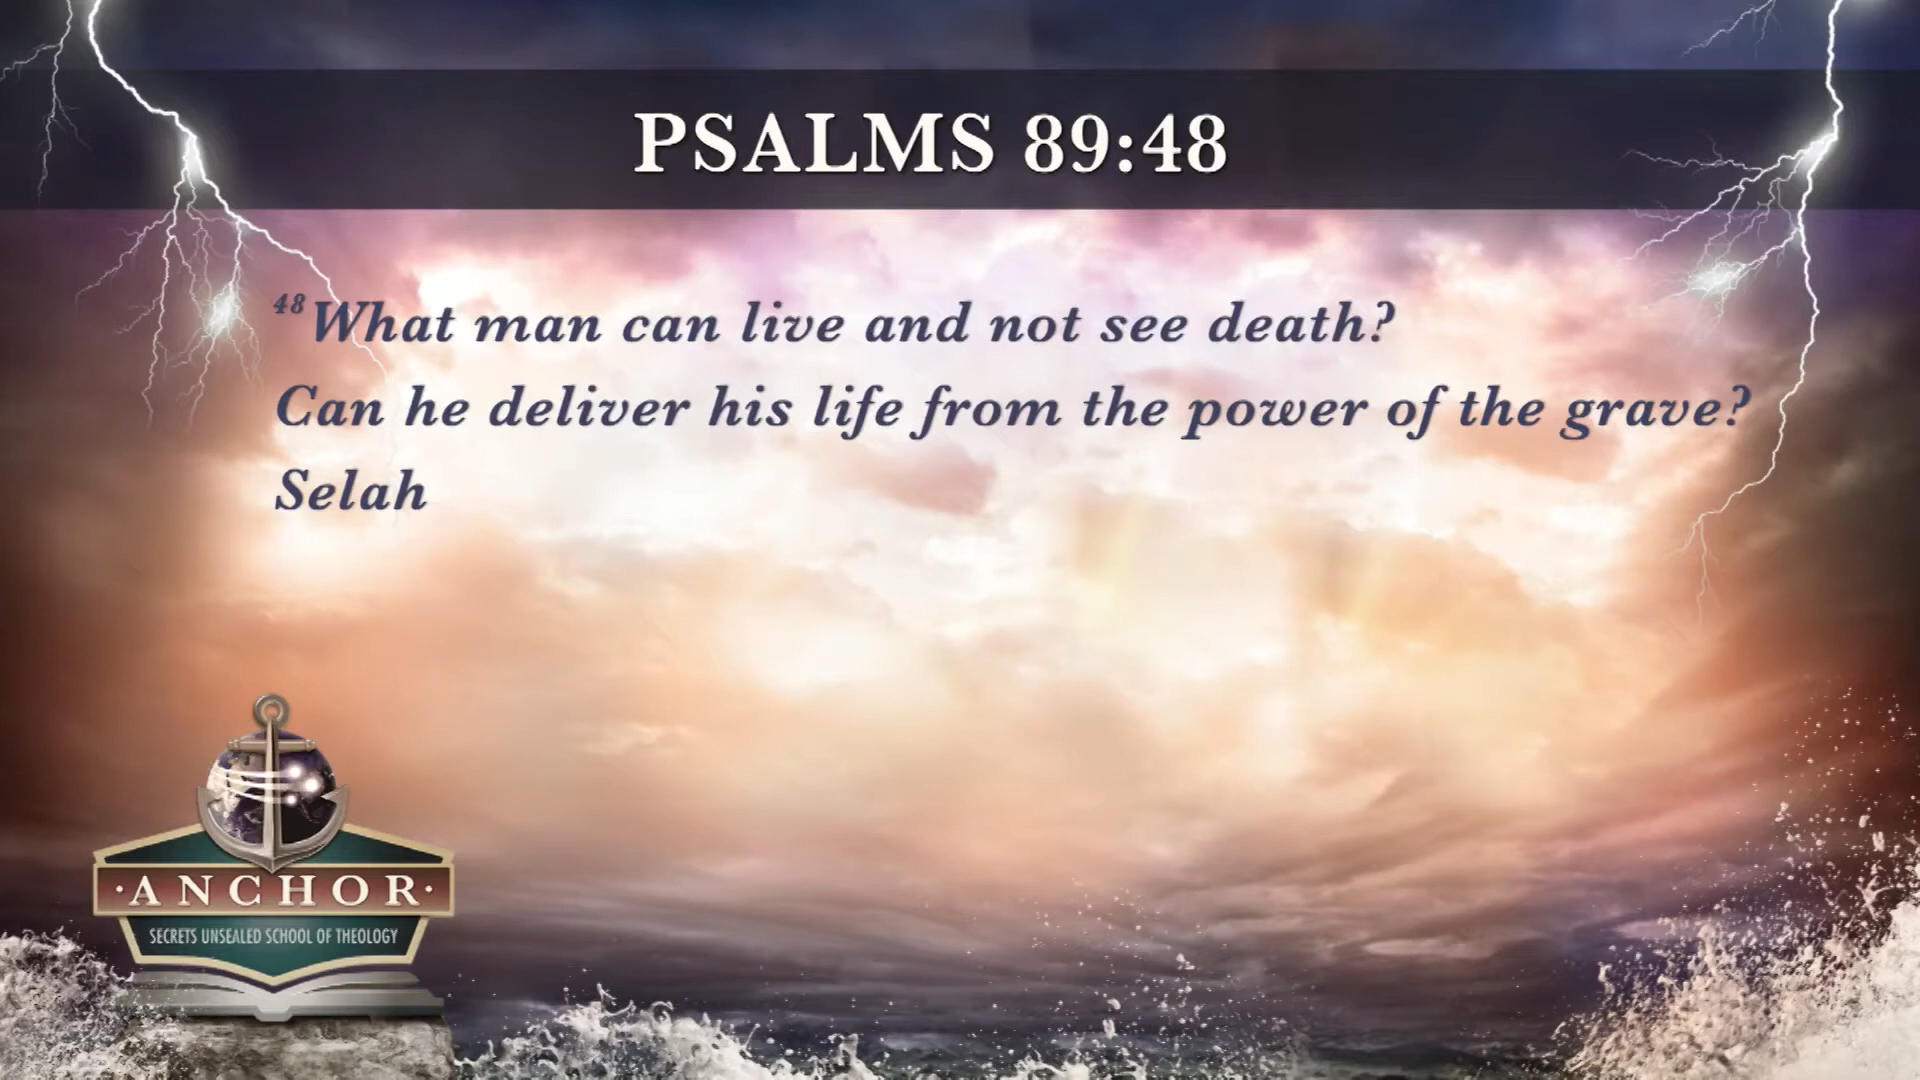 PSALMS 89:48
48 What man can live and not see death?
Can he deliver his life from the power of the grave?
Selah
·ANCHOR·
SECRETS UNSEALED SCHOOL OF THEOLOGY